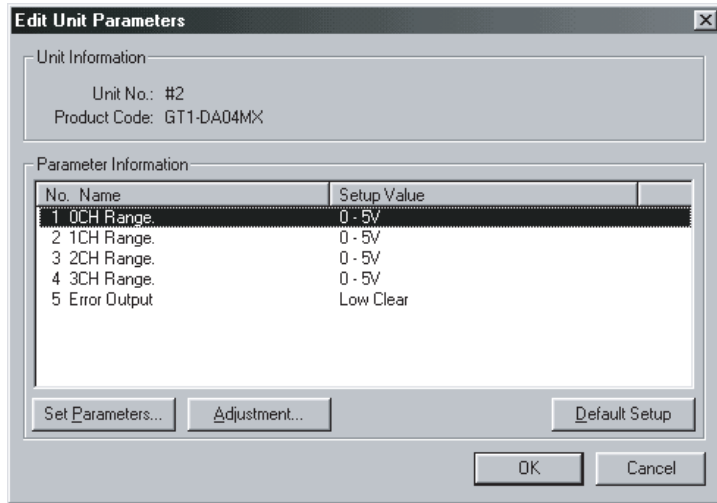 Edit Unit Parameters
Unit Information
Unit No.: #2
Product Code: GT1-DA04MX
Parameter Information
No. Name Setup Value
1 0CH Range. 0 - 5V
2 1CH Range. 0 - 5V
3 2CH Range. 0 - 5V
4 3CH Range. 0 - 5V
5 Error Output Low Clear
Set Parameters... Adjustment... Default Setup
OK Cancel